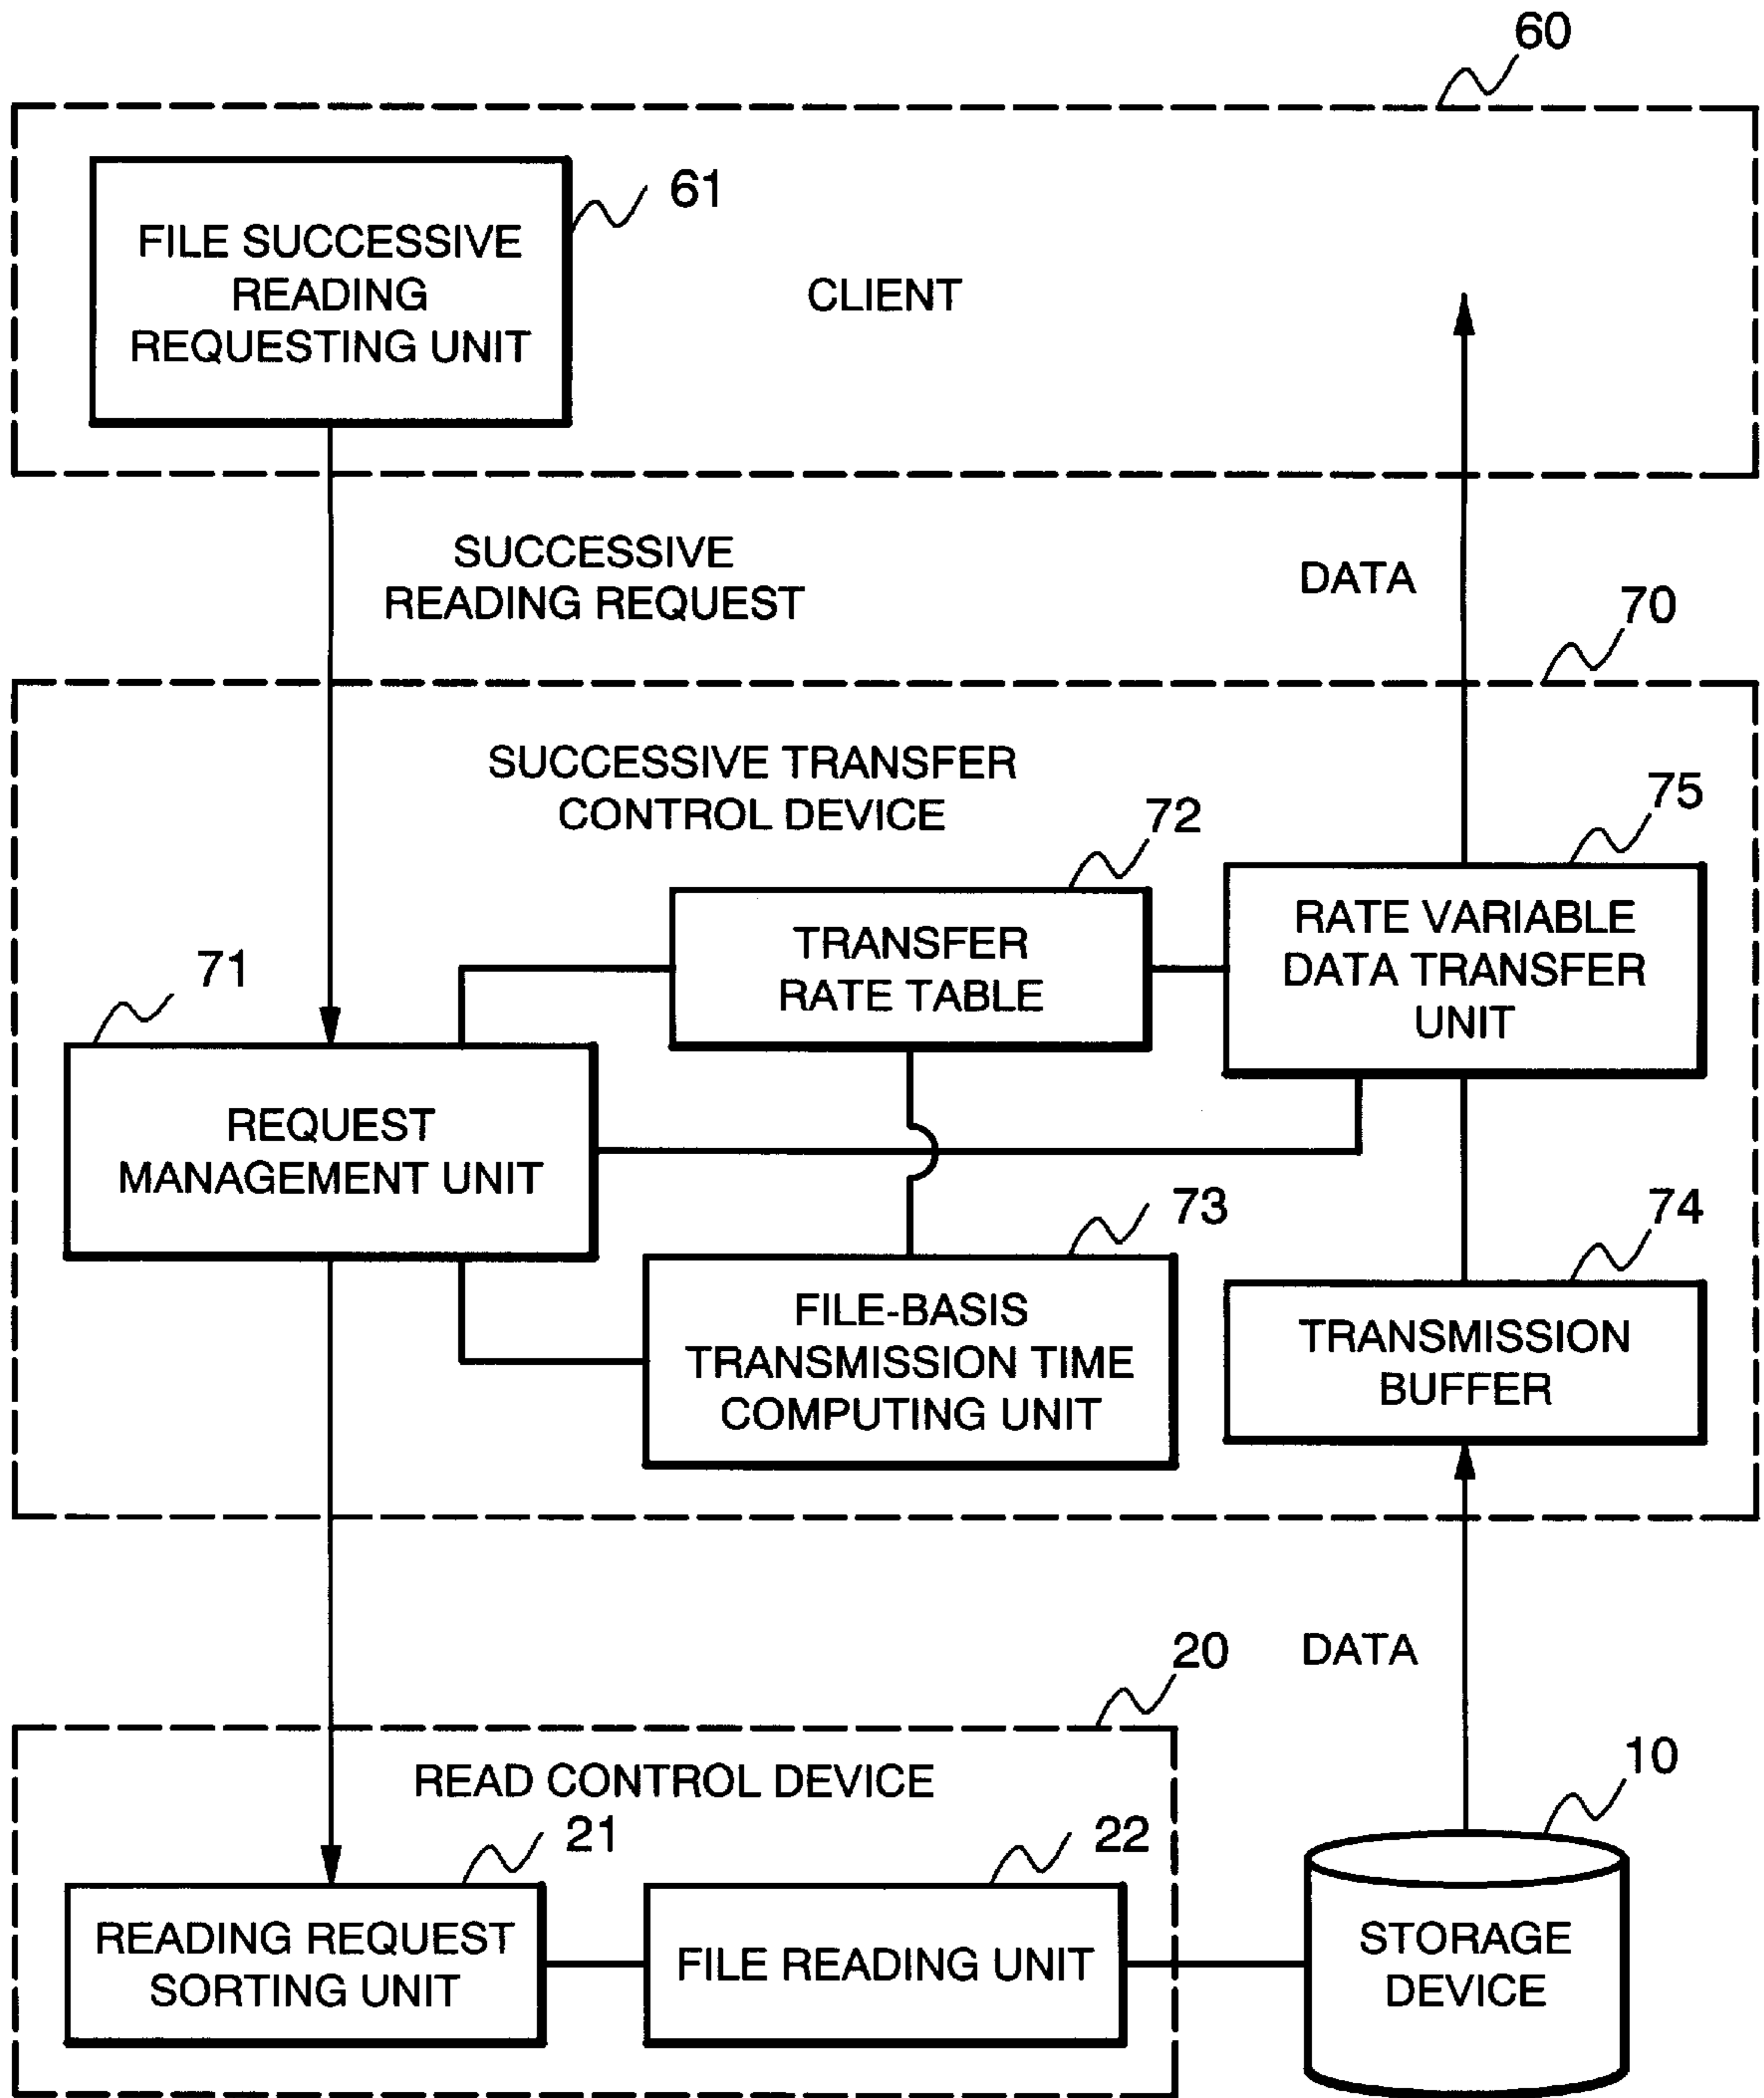 60
61
FILE SUCCESSIVE
READING
REQUESTING UNIT
CLIENT
SUCCESSIVE
READING REQUEST
DATA
70
SUCCESSIVE TRANSFER
CONTROL DEVICE
72
75
TRANSFER
RATE TABLE
RATE VARIABLE
DATA TRANSFER
UNIT
71
REQUEST
MANAGEMENT UNIT
73
74
FILE-BASIS
TRANSMISSION TIME
COMPUTING UNIT
TRANSMISSION
BUFFER
DATA
20
READ CONTROL DEVICE
10
21
22
READING REQUEST
SORTING UNIT
FILE READING UNIT
STORAGE
DEVICE